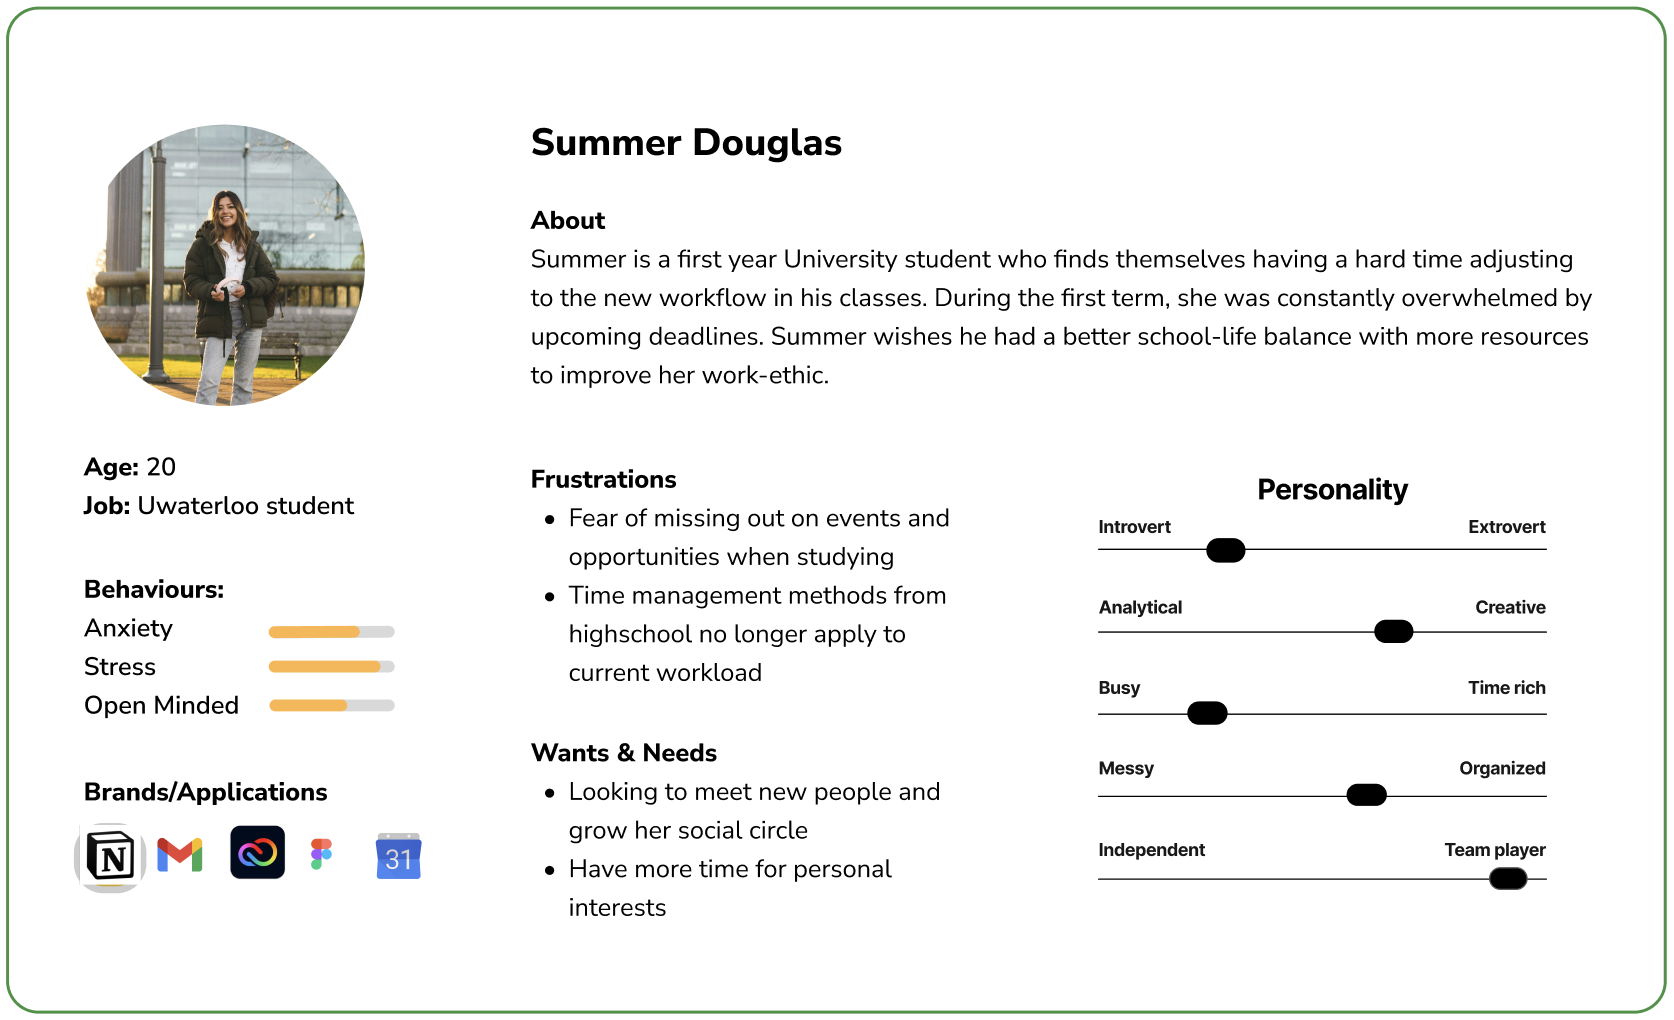 Summer Douglas
About
Summer is a first year University student who finds themselves having a hard time adjusting
to the new workflow in his classes. During the first term, she was constantly overwhelmed by
upcoming deadlines. Summer wishes he had a better school-life balance with more resources
to improve her work-ethic.
Age: 20
Job: Uwaterloo student
Behaviours:
Anxiety
Stress
Open Minded
Brands/Applications
N
31
Frustrations
• Fear of missing out on events and
opportunities when studying
• Time management methods from
highschool no longer apply to
current workload
Wants & Needs
• Looking to meet new people and
grow her social circle
• Have more time for personal
interests
Personality
Introvert Extrovert
Analytical Creative
Busy Time rich
Messy Organized
Independent Team player